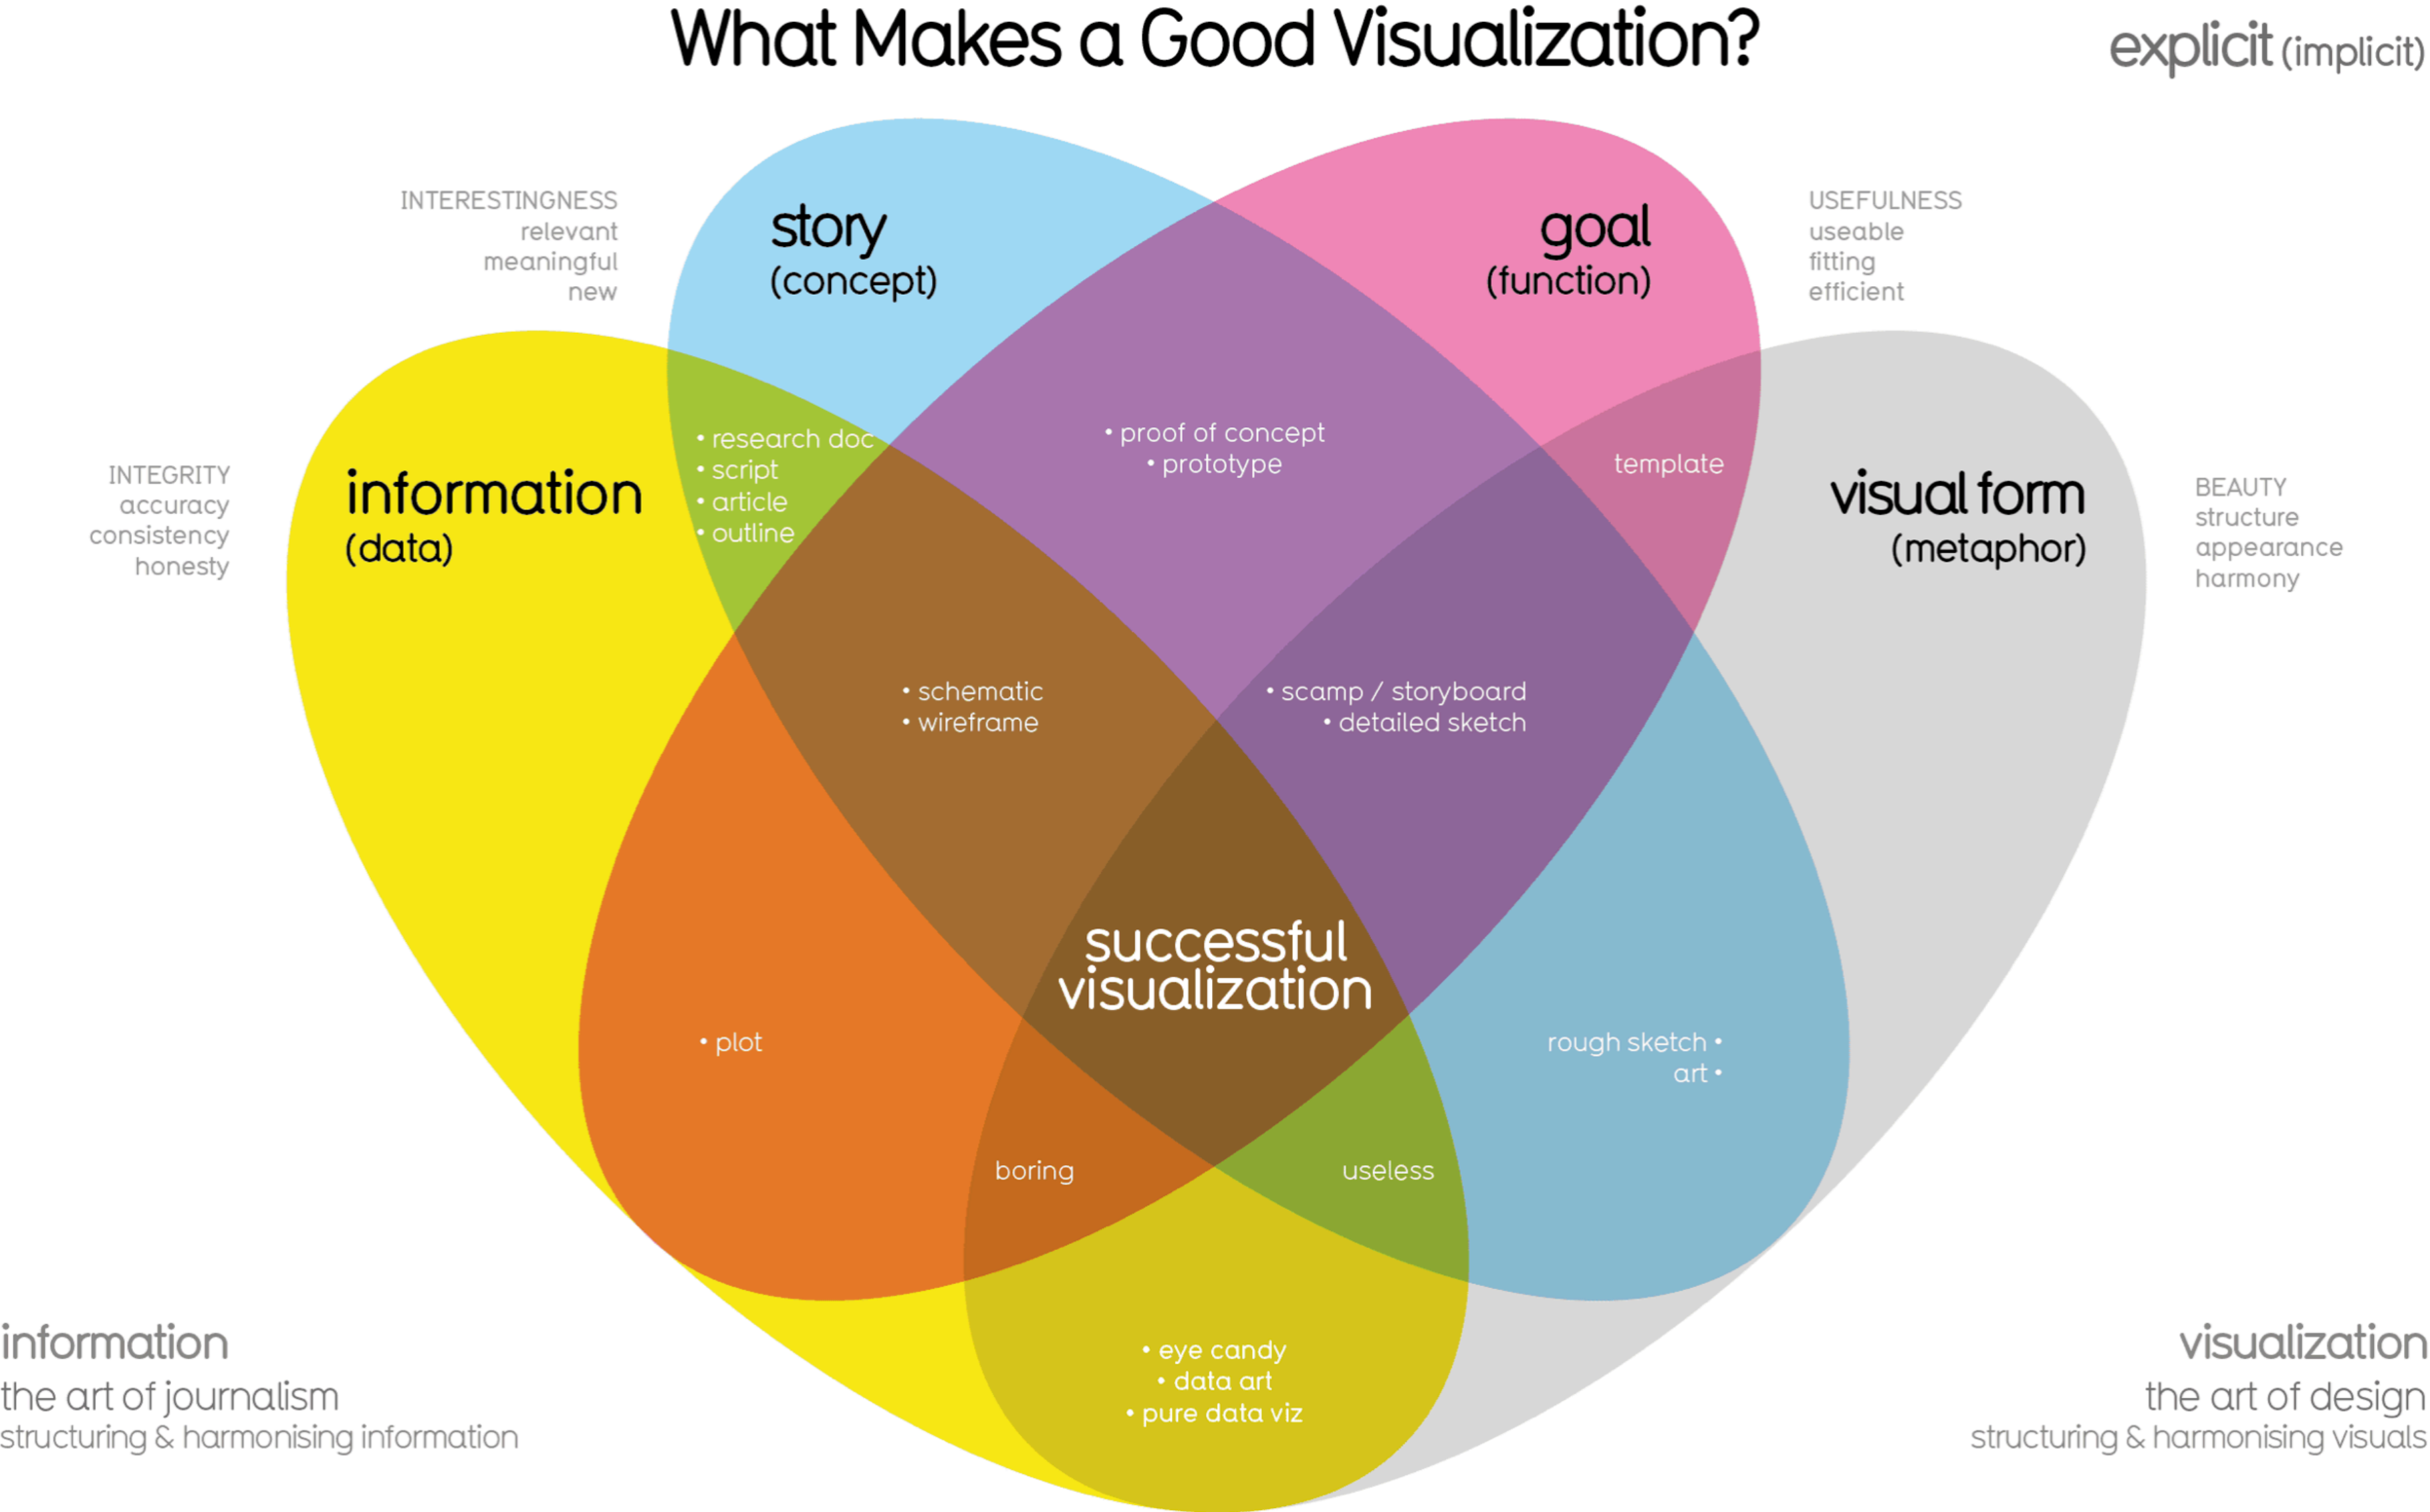 What Makes a Good Visualization?
explicit (implicit)
INTERESTINGNESS
relevant
meaningful
new
story
(concept)
goal
(function)
USEFULNESS
useable
fitting
efficient
INTEGRITY
accuracy
consistency
honesty
information
(data)
• research doc
• script
• article
• outline
• proof of concept
• prototype
template
visual form
(metaphor)
BEAUTY
structure
appearance
harmony
• schematic
• wireframe
• scamp / storyboard
• detailed sketch
successful
visualization
• plot
rough sketch •
art •
boring
useless
• eye candy
• data art
• pure data viz
information
the art of journalism
structuring & harmonising information
visualization
the art of design
structuring & harmonising visuals